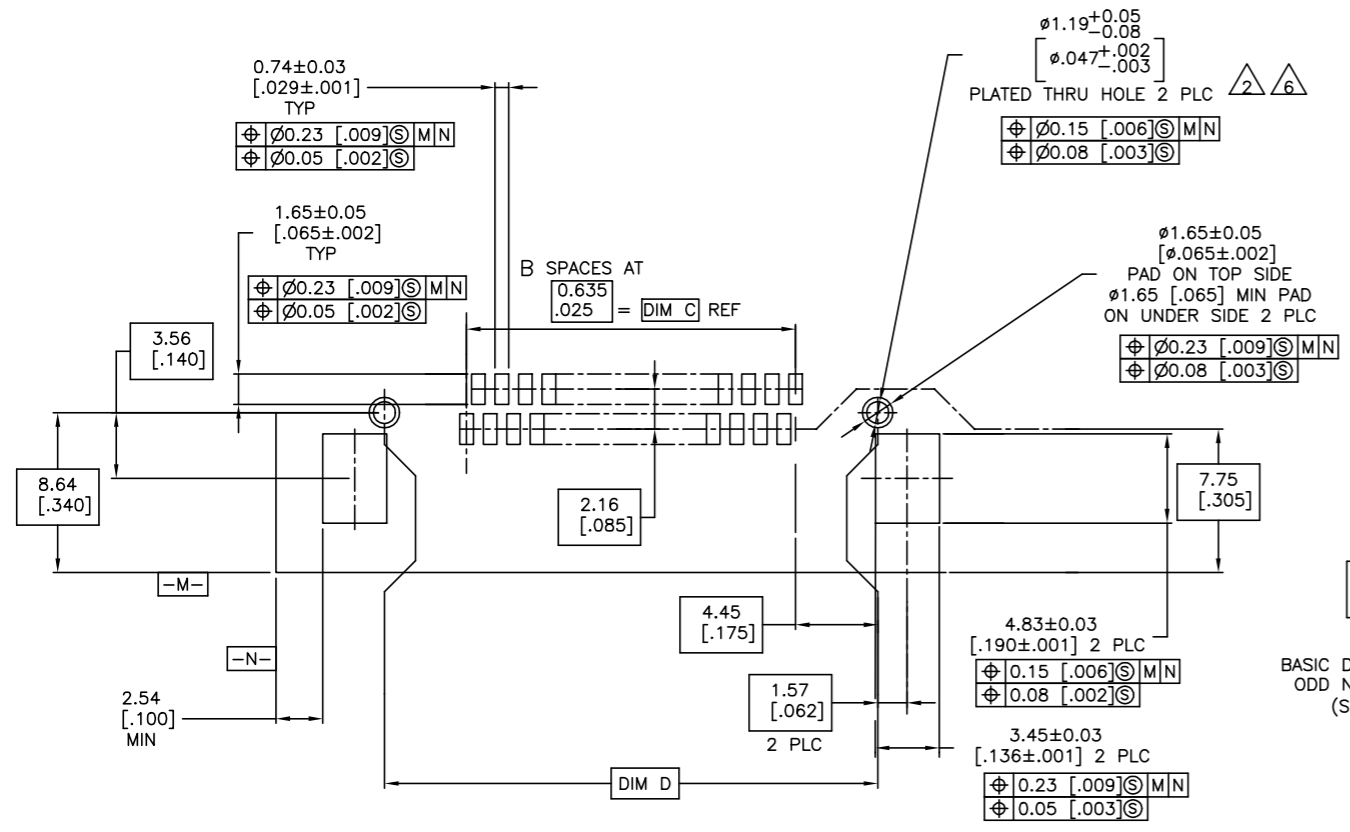 0.74±0.03
[.029±.001]
TYP
⌖ Ø0.23 [.009]Ⓢ M N
⌖ Ø0.05 [.002]Ⓢ
1.65±0.05
[.065±.002]
TYP
⌖ Ø0.23 [.009]Ⓢ M N
⌖ Ø0.05 [.002]Ⓢ
B SPACES AT
0.635
.025 = DIM C REF
ø1.19+0.05
-0.08
[ø.047+.002
-.003]
PLATED THRU HOLE 2 PLC 2 6
⌖ Ø0.15 [.006]Ⓢ M N
⌖ Ø0.08 [.003]Ⓢ
ø1.65±0.05
[ø.065±.002]
PAD ON TOP SIDE
ø1.65 [.065] MIN PAD
ON UNDER SIDE 2 PLC
⌖ Ø0.23 [.009]Ⓢ M N
⌖ Ø0.08 [.003]Ⓢ
3.56
[.140]
8.64
[.340]
2.16
[.085]
7.75
[.305]
-M-
-N-
2.54
[.100]
MIN
4.45
[.175]
1.57
[.062]
2 PLC
DIM D
4.83±0.03
[.190±.001] 2 PLC
⌖ 0.15 [.006]Ⓢ M N
⌖ 0.08 [.002]Ⓢ
3.45±0.03
[.136±.001] 2 PLC
⌖ 0.23 [.009]Ⓢ M N
⌖ 0.05 [.003]Ⓢ
BASIC D
ODD N
(S